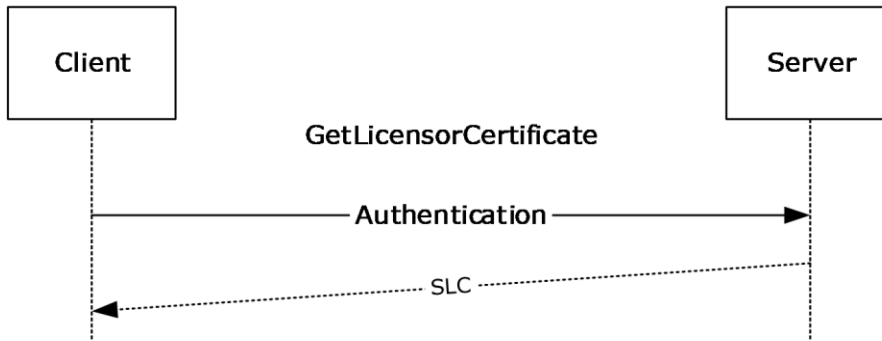 Client
Server
GetLicensorCertificate
Authentication
SLC